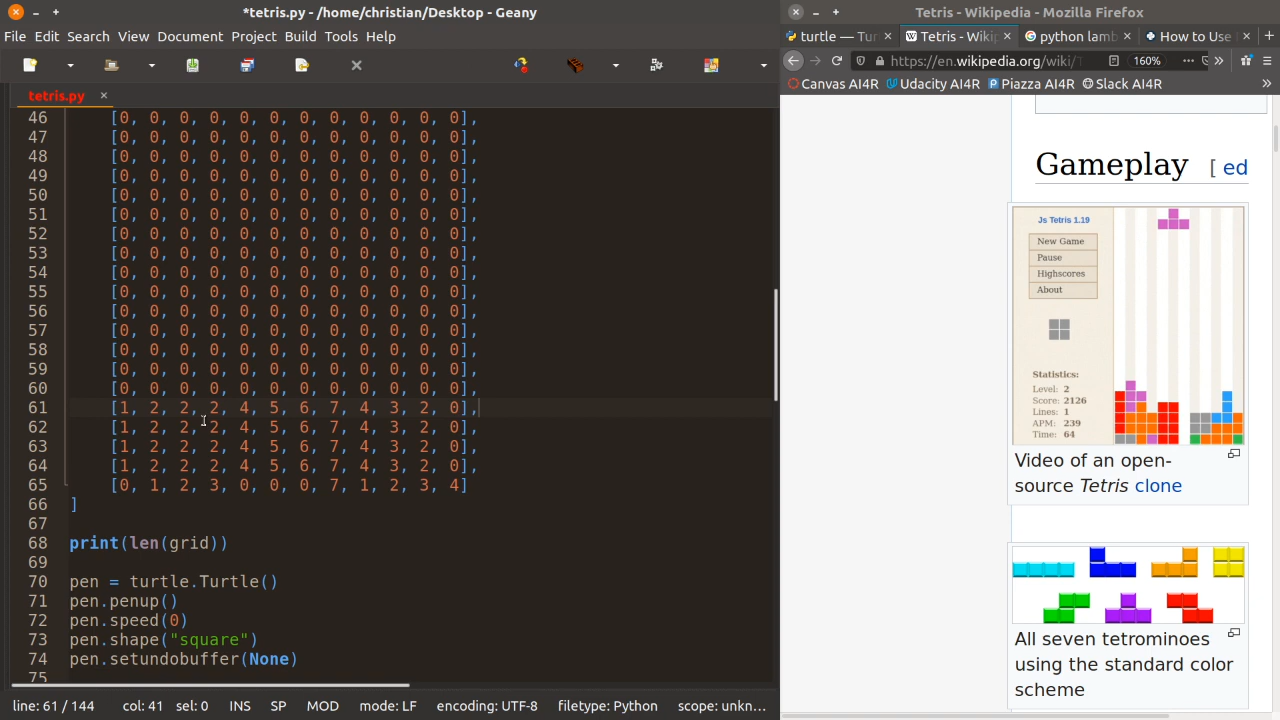 *tetris.py - /home/christian/Desktop - Geany
File Edit Search View Document Project Build Tools Help
tetris.py ×
46 [0, 0, 0, 0, 0, 0, 0, 0, 0, 0, 0, 0],
47 [0, 0, 0, 0, 0, 0, 0, 0, 0, 0, 0, 0],
48 [0, 0, 0, 0, 0, 0, 0, 0, 0, 0, 0, 0],
49 [0, 0, 0, 0, 0, 0, 0, 0, 0, 0, 0, 0],
50 [0, 0, 0, 0, 0, 0, 0, 0, 0, 0, 0, 0],
51 [0, 0, 0, 0, 0, 0, 0, 0, 0, 0, 0, 0],
52 [0, 0, 0, 0, 0, 0, 0, 0, 0, 0, 0, 0],
53 [0, 0, 0, 0, 0, 0, 0, 0, 0, 0, 0, 0],
54 [0, 0, 0, 0, 0, 0, 0, 0, 0, 0, 0, 0],
55 [0, 0, 0, 0, 0, 0, 0, 0, 0, 0, 0, 0],
56 [0, 0, 0, 0, 0, 0, 0, 0, 0, 0, 0, 0],
57 [0, 0, 0, 0, 0, 0, 0, 0, 0, 0, 0, 0],
58 [0, 0, 0, 0, 0, 0, 0, 0, 0, 0, 0, 0],
59 [0, 0, 0, 0, 0, 0, 0, 0, 0, 0, 0, 0],
60 [0, 0, 0, 0, 0, 0, 0, 0, 0, 0, 0, 0],
61 [1, 2, 2, 2, 4, 5, 6, 7, 4, 3, 2, 0],
62 [1, 2, 2, 2, 4, 5, 6, 7, 4, 3, 2, 0],
63 [1, 2, 2, 2, 4, 5, 6, 7, 4, 3, 2, 0],
64 [1, 2, 2, 2, 4, 5, 6, 7, 4, 3, 2, 0],
65 [0, 1, 2, 3, 0, 0, 0, 7, 1, 2, 3, 4]
66 ]
67
68 print(len(grid))
69
70 pen = turtle.Turtle()
71 pen.penup()
72 pen.speed(0)
73 pen.shape("square")
74 pen.setundobuffer(None)
75
line: 61 / 144 col: 41 sel: 0 INS SP MOD mode: LF encoding: UTF-8 filetype: Python scope: unkn...
Tetris - Wikipedia - Mozilla Firefox
turtle — Tur × Tetris - Wiki × python lamb × How to Use ×
https://en.wikipedia.org/wiki/ 160%
Canvas AI4R Udacity AI4R Piazza AI4R Slack AI4R
Gameplay [ ed
Js Tetris 1.19
New Game
Pause
Highscores
About
Statistics:
Level: 2
Score: 2126
Lines: 1
APM: 239
Time: 64
Video of an open-
source Tetris clone
All seven tetrominoes
using the standard color
scheme